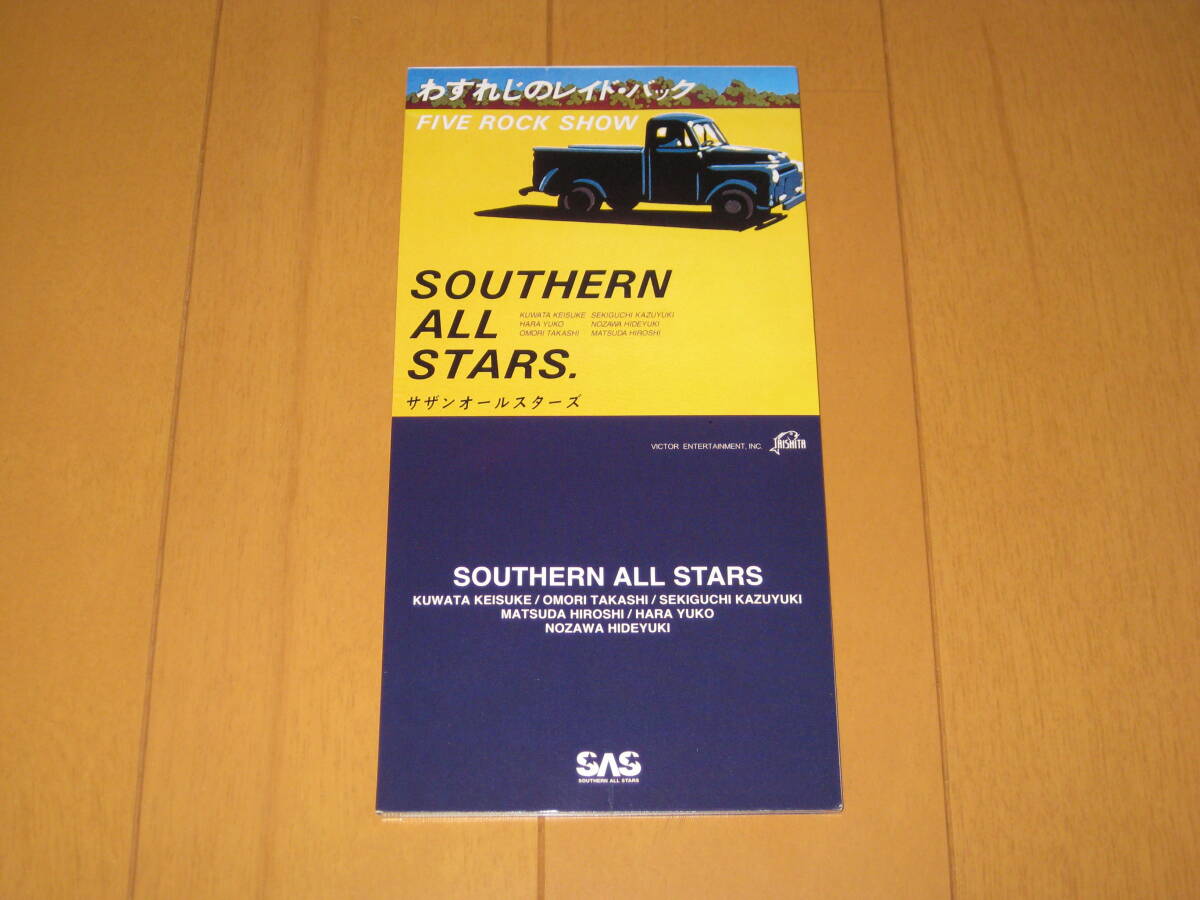 わすれじのレイド・バック
FIVE ROCK SHOW
SOUTHERN
ALL
STARS.
KUWATA KEISUKE SEKIGUCHI KAZUYUKI
HARA YUKO NOZAWA HIDEYUKI
OMORI TAKASHI MATSUDA HIROSHI
サザンオールスターズ
VICTOR ENTERTAINMENT, INC. TAISHITA
SOUTHERN ALL STARS
KUWATA KEISUKE / OMORI TAKASHI / SEKIGUCHI KAZUYUKI
MATSUDA HIROSHI / HARA YUKO
NOZAWA HIDEYUKI
SAS
SOUTHERN ALL STARS